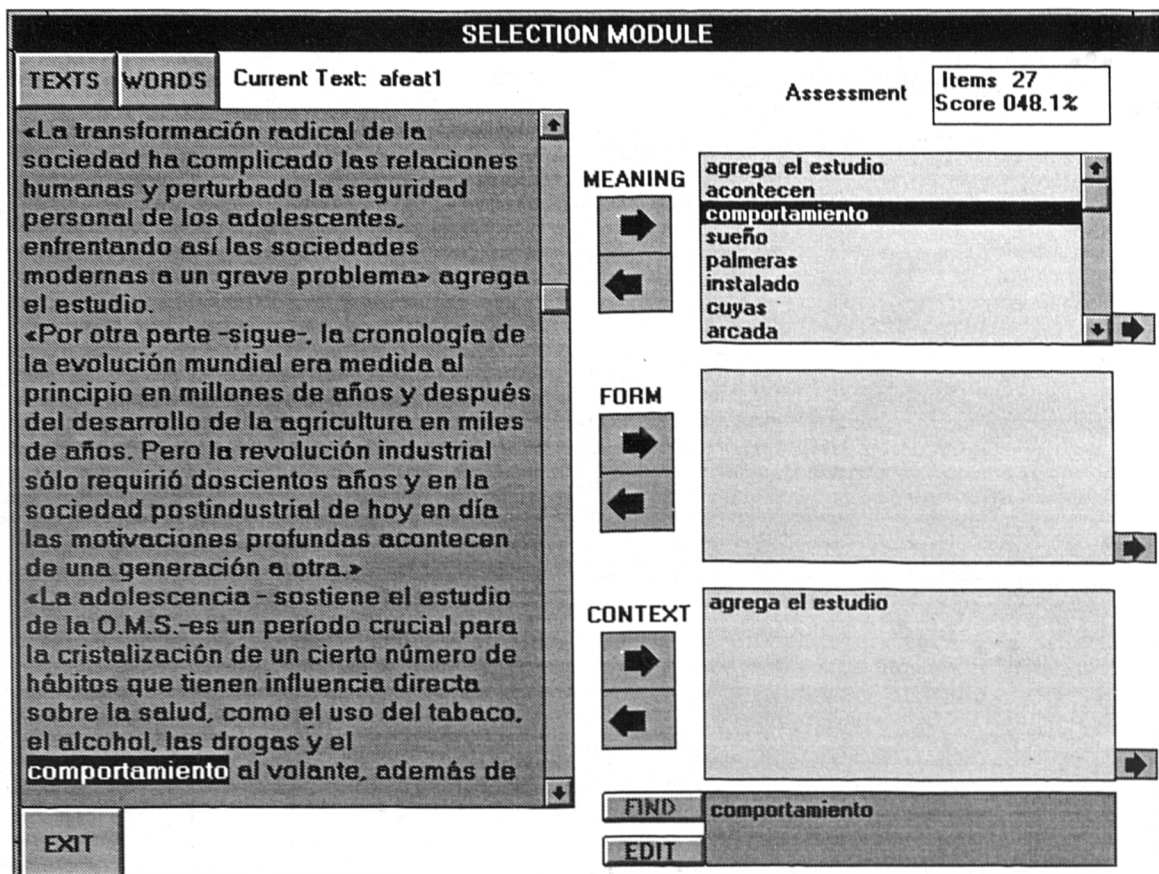 SELECTION MODULE
TEXTS WORDS Current Text: afeat1
Assessment
Items 27
Score 048.1%
«La transformación radical de la
sociedad ha complicado las relaciones
humanas y perturbado la seguridad
personal de los adolescentes,
enfrentando así las sociedades
modernas a un grave problema» agrega
el estudio.
«Por otra parte -sigue-, la cronología de
la evolución mundial era medida al
principio en millones de años y después
del desarrollo de la agricultura en miles
de años. Pero la revolución industrial
sólo requirió doscientos años y en la
sociedad postindustrial de hoy en día
las motivaciones profundas acontecen
de una generación a otra.»
«La adolescencia - sostiene el estudio
de la O.M.S.-es un período crucial para
la cristalización de un cierto número de
hábitos que tienen influencia directa
sobre la salud, como el uso del tabaco,
el alcohol, las drogas y el
comportamiento al volante, además de
EXIT
MEANING
agrega el estudio
acontecen
comportamiento
sueño
palmeras
instalado
cuyas
arcada
FORM
CONTEXT
agrega el estudio
FIND
comportamiento
EDIT